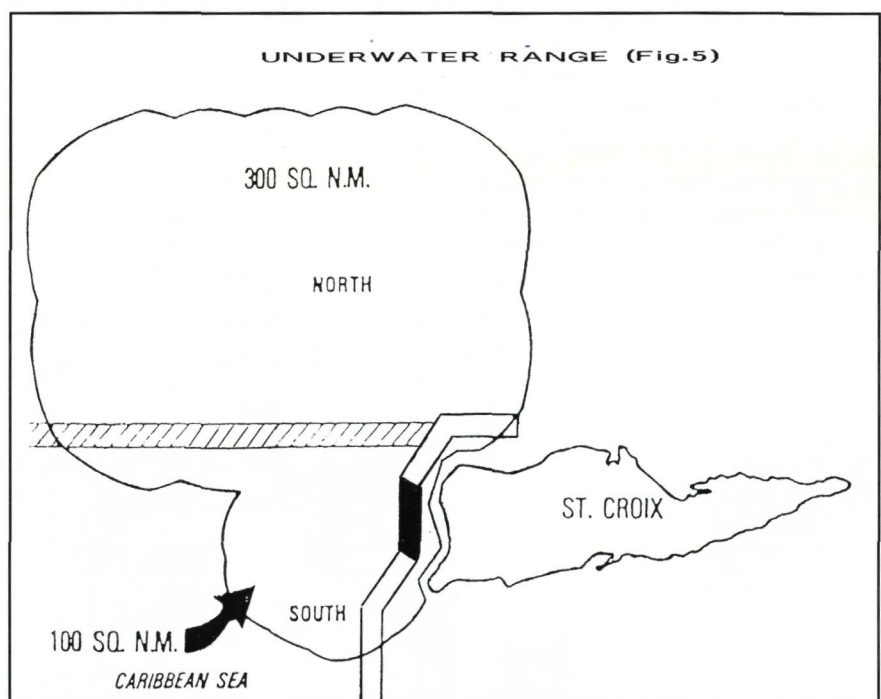 UNDERWATER RANGE (Fig.5)
300 SQ. N.M.
NORTH
ST. CROIX
SOUTH
100 SQ. N.M.
CARIBBEAN SEA